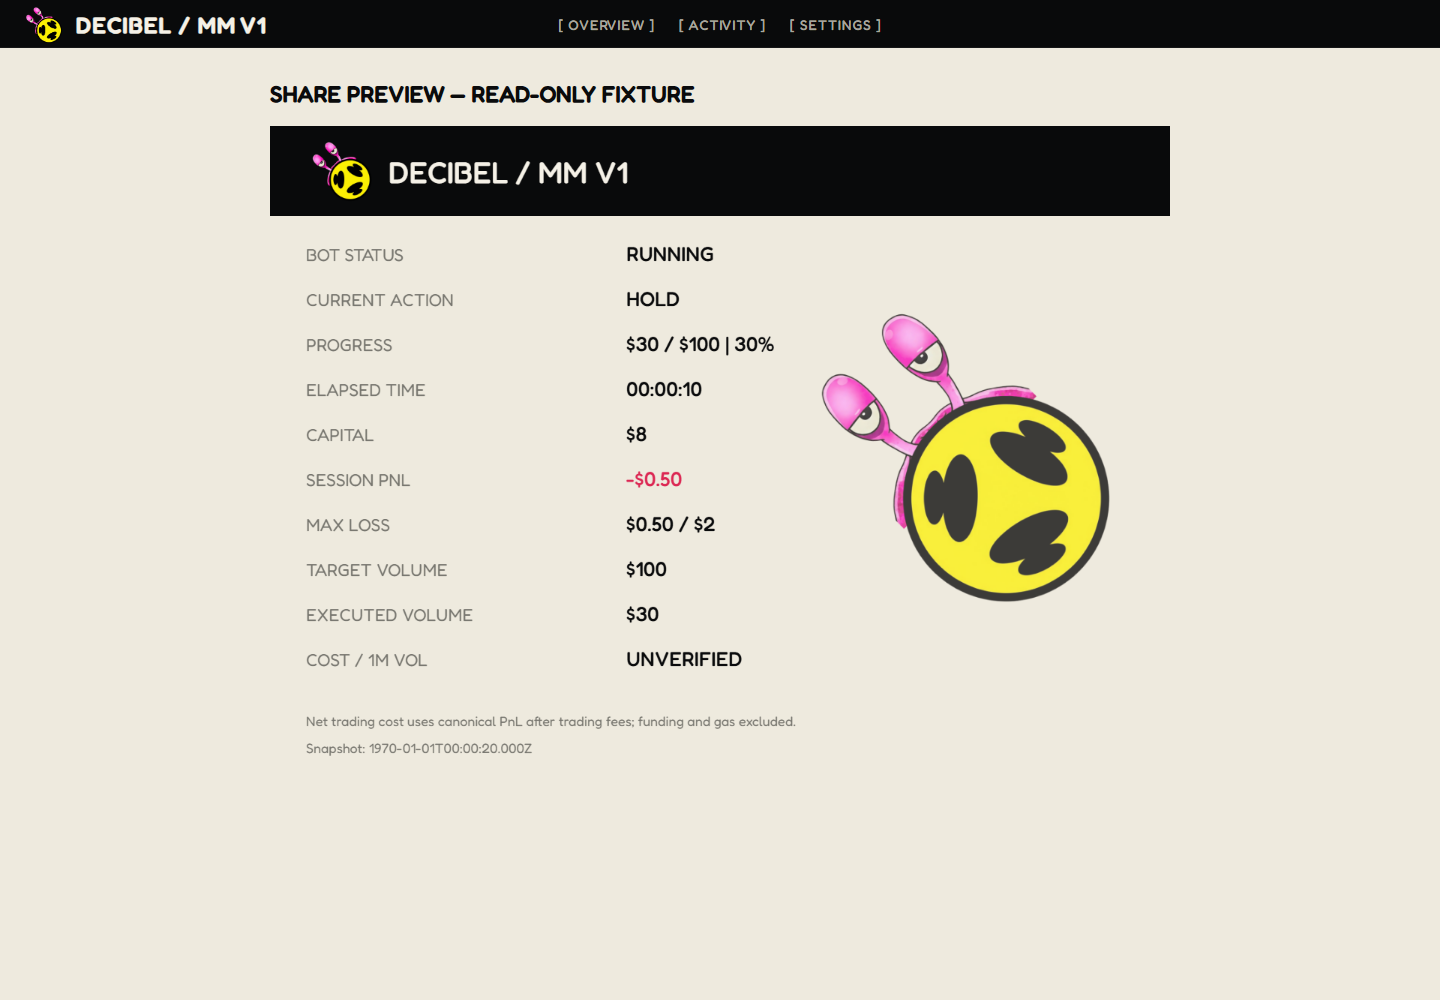 DECIBEL / MM V1 [ OVERVIEW ] [ ACTIVITY ] [ SETTINGS ]
SHARE PREVIEW — READ-ONLY FIXTURE
DECIBEL / MM V1
BOT STATUS RUNNING
CURRENT ACTION HOLD
PROGRESS $30 / $100 | 30%
ELAPSED TIME 00:00:10
CAPITAL $8
SESSION PNL -$0.50
MAX LOSS $0.50 / $2
TARGET VOLUME $100
EXECUTED VOLUME $30
COST / 1M VOL UNVERIFIED
Net trading cost uses canonical PnL after trading fees; funding and gas excluded.
Snapshot: 1970-01-01T00:00:20.000Z